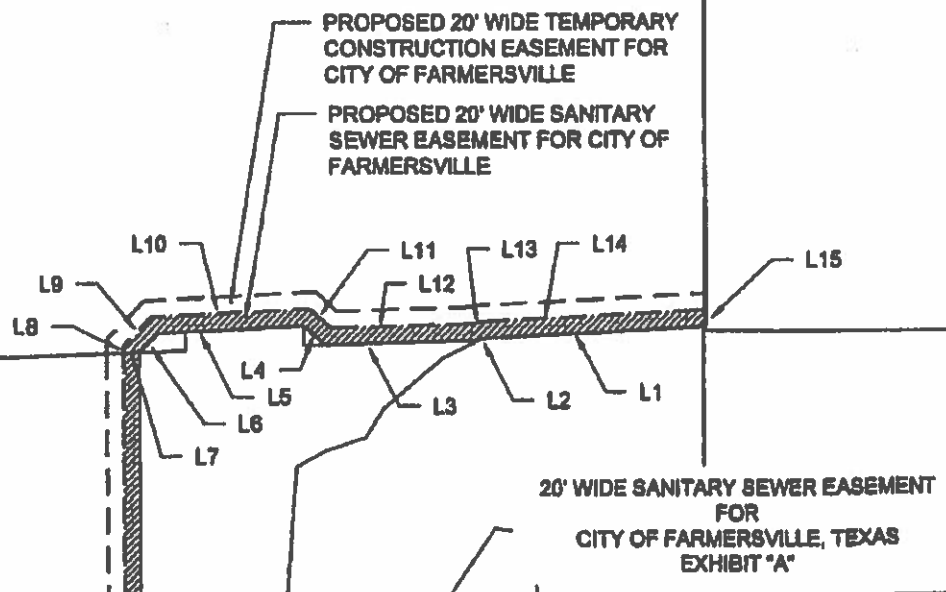 PROPOSED 20' WIDE TEMPORARY
CONSTRUCTION EASEMENT FOR
CITY OF FARMERSVILLE
PROPOSED 20' WIDE SANITARY
SEWER EASEMENT FOR CITY OF
FARMERSVILLE
L10
L11
L13
L14
L15
L9
L12
L8
L4
L5
L3
L2
L1
L6
L7
20' WIDE SANITARY SEWER EASEMENT
FOR
CITY OF FARMERSVILLE, TEXAS
EXHIBIT "A"